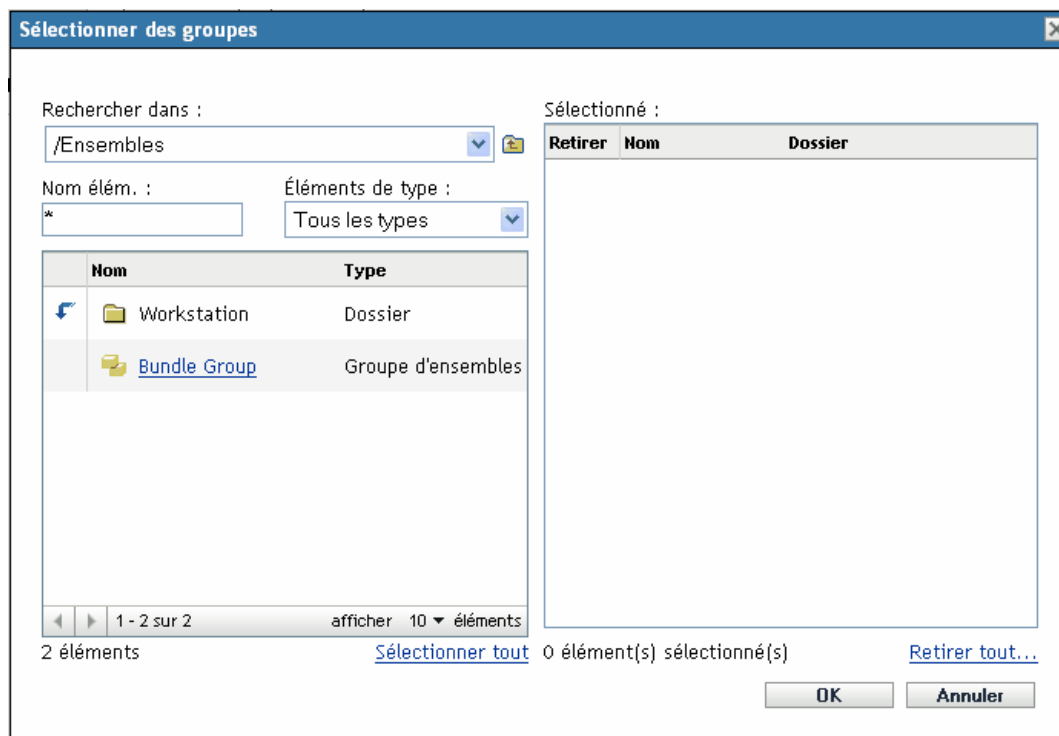 Sélectionner des groupes
Rechercher dans :
/Ensembles
Nom élém. :
Éléments de type :
*
Tous les types
Nom Type
Workstation Dossier
Bundle Group Groupe d'ensembles
1 - 2 sur 2 afficher 10 éléments
2 éléments Sélectionner tout
Sélectionné :
Retirer Nom Dossier
0 élément(s) sélectionné(s) Retirer tout...
OK Annuler